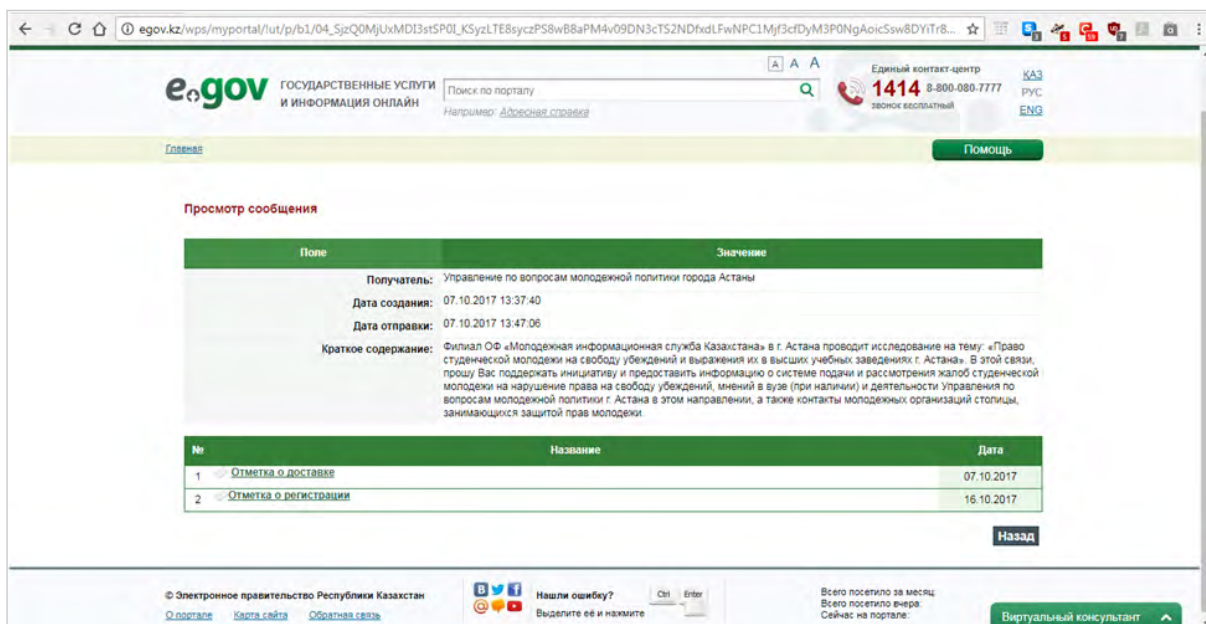 egov.kz/wps/myportal/!ut/p/b1/
e.gov ГОСУДАРСТВЕННЫЕ УСЛУГИ
И ИНФОРМАЦИЯ ОНЛАЙН
Поиск по порталу
Например: Адресная справка
A A A
Единый контакт-центр
1414 8-800-080-7777
звонок бесплатный
ҚАЗ
РУС
ENG
Главная
Помощь
Просмотр сообщения
Поле Значение
Получатель: Управление по вопросам молодежной политики города Астаны
Дата создания: 07.10.2017 13:37:40
Дата отправки: 07.10.2017 13:47:06
Краткое содержание: Филиал ОФ «Молодежная информационная служба Казахстана» в г. Астана проводит исследование на тему: «Право
студенческой молодежи на свободу убеждений и выражения их в высших учебных заведениях г. Астана». В этой связи,
прошу Вас поддержать инициативу и предоставить информацию о системе подачи и рассмотрения жалоб студенческой
молодежи на нарушение права на свободу убеждений, мнений в вузе (при наличии) и деятельности Управления по
вопросам молодежной политики г. Астана в этом направлении, а также контакты молодежных организаций столицы,
занимающихся защитой прав молодежи.
№ Название Дата
1 Отметка о доставке 07.10.2017
2 Отметка о регистрации 16.10.2017
Назад
© Электронное правительство Республики Казахстан
О портале Карта сайта Обратная связь
Нашли ошибку? Ctrl Enter
Выделите её и нажмите
Всего посетило за месяц:
Всего посетило вчера:
Сейчас на портале:
Виртуальный консультант